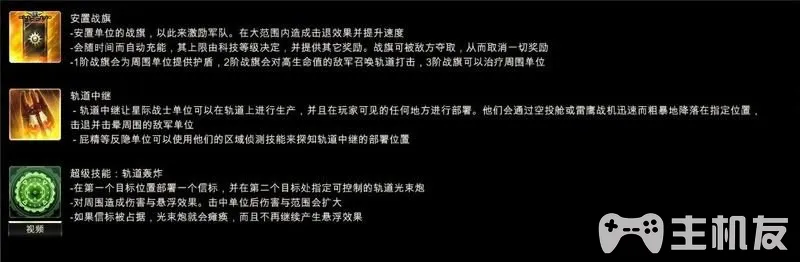 安置战旗
-安置单位的战旗，以此来激励军队。在大范围内造成击退效果并提升速度
-会随时间而自动充能，其上限由科技等级决定，并提供其它奖励。战旗可被敌方夺取，从而取消一切奖励
-1阶战旗会为周围单位提供护盾，2阶战旗会对高生命值的敌军召唤轨道打击，3阶战旗可以治疗周围单位
轨道中继
- 轨道中继让星际战士单位可以在轨道上进行生产，并且在玩家可见的任何地方进行部署。他们会通过空投舱或雷鹰战机迅速而粗暴地降落在指定位置，
击退并击晕周围的敌军单位
- 屁精等反隐单位可以使用他们的区域侦测技能来探知轨道中继的部署位置
超级技能：轨道轰炸
-在第一个目标位置部署一个信标，并在第二个目标处指定可控制的轨道光束炮
-对周围造成伤害与悬浮效果。击中单位后伤害与范围会扩大
-如果信标被占据，光束炮就会瘫痪，而且不再继续产生悬浮效果
视频
主机友